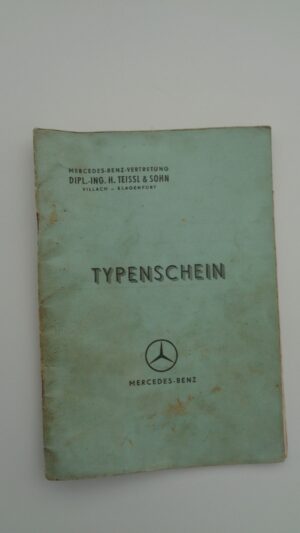 MERCEDES-BENZ-VERTRETUNG
DIPL.-ING. H. TEISSL & SOHN
VILLACH - KLAGENFURT
TYPENSCHEIN
MERCEDES-BENZ